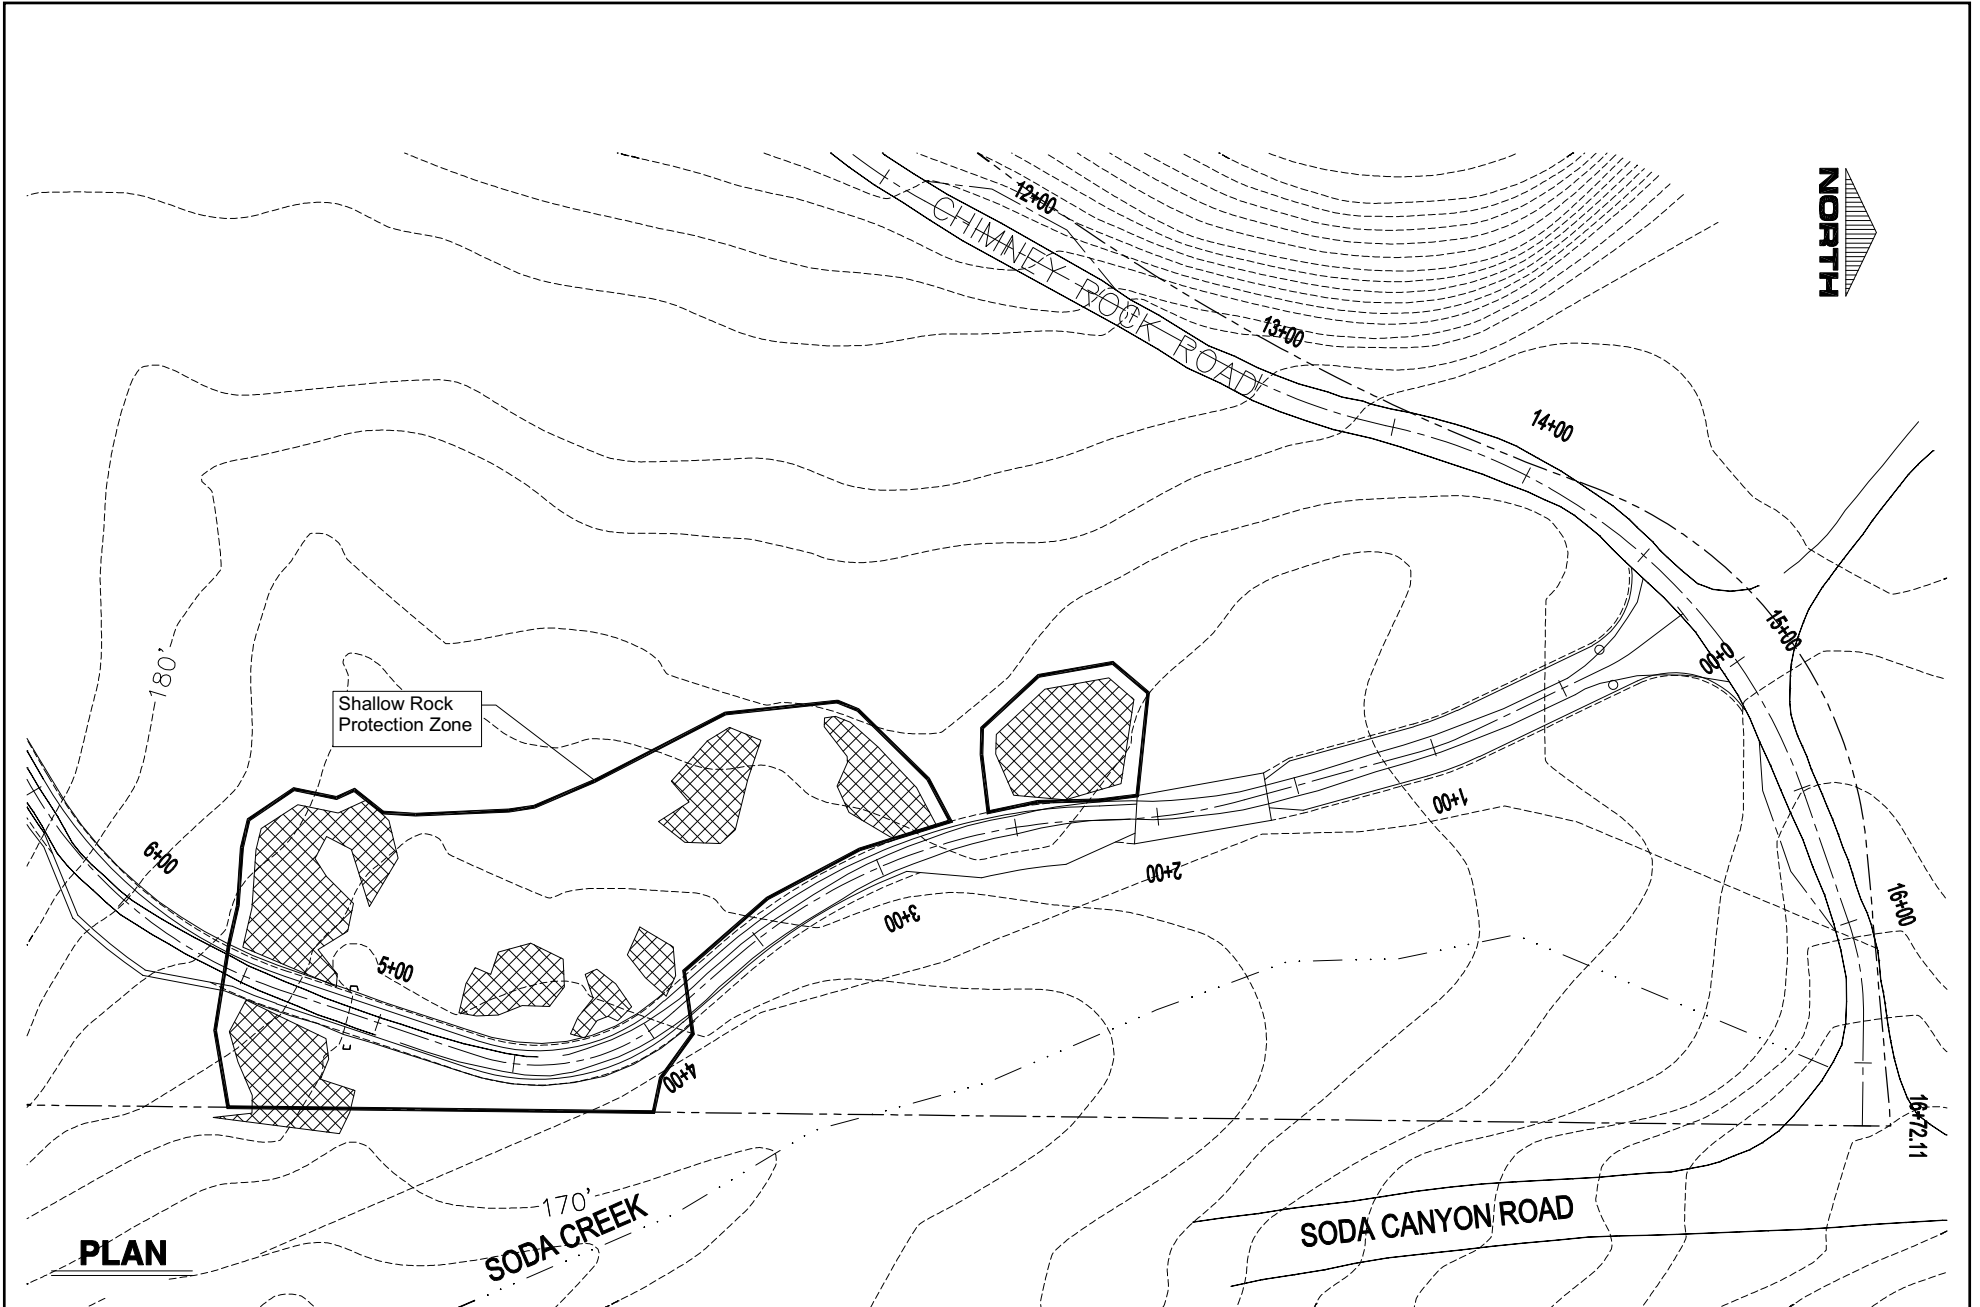 NORTH
12+00
CHIMNEY ROCK ROAD
13+00
14+00
15+00
0+00
180'
Shallow Rock
Protection Zone
1+00
6+00
2+00
3+00
16+00
5+00
4+00
16+72.11
170'
SODA CREEK
SODA CANYON ROAD
PLAN